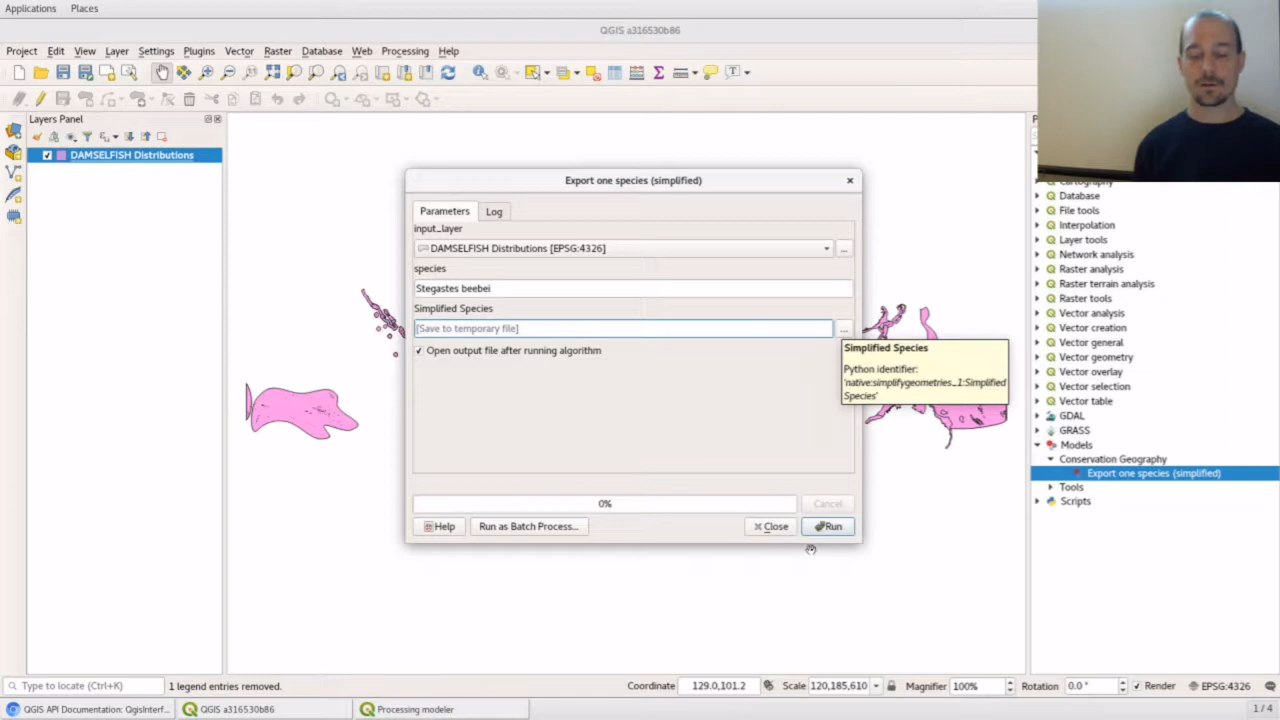 Applications Places
QGIS a316530b86
Project Edit View Layer Settings Plugins Vector Raster Database Web Processing Help
Layers Panel
DAMSELFISH Distributions
Export one species (simplified)
Parameters Log
input_layer
DAMSELFISH Distributions [EPSG:4326]
...
species
Stegastes beebei
Simplified Species
[Save to temporary file]
...
Open output file after running algorithm
Simplified Species
Python identifier:
'native:simplifygeometries_1:Simplified
Species'
0%
Cancel
Help Run as Batch Process... Close Run
Database
File tools
Interpolation
Layer tools
Network analysis
Raster analysis
Raster terrain analysis
Raster tools
Vector analysis
Vector creation
Vector general
Vector geometry
Vector overlay
Vector selection
Vector table
GDAL
GRASS
Models
Conservation Geography
Export one species (simplified)
Tools
Scripts
Type to locate (Ctrl+K) 1 legend entries removed. Coordinate 129.0,101.2 Scale 120,185,610 Magnifier 100% Rotation 0.0 ° Render EPSG:4326
QGIS API Documentation: QgisInterf... QGIS a316530b86 Processing modeler 1 / 4